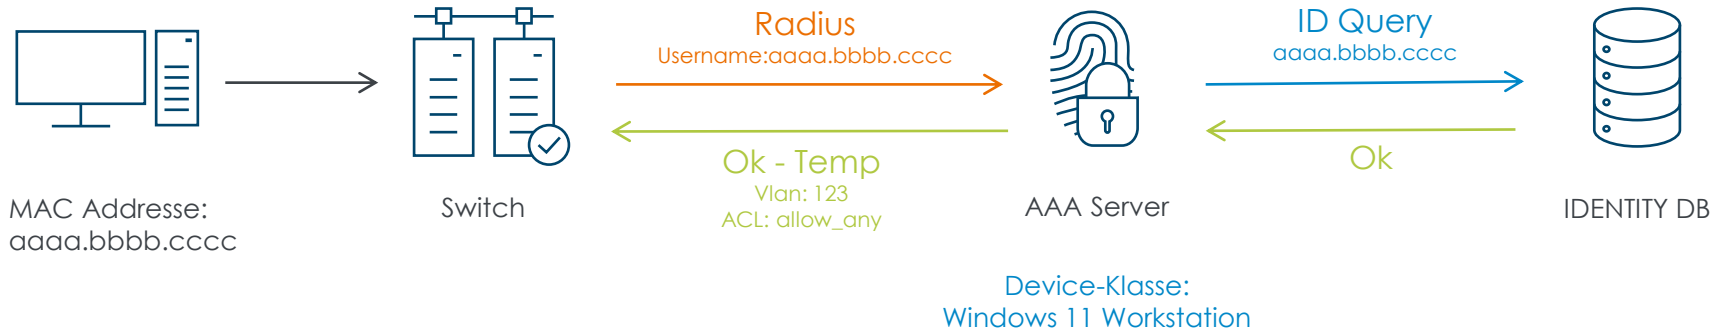 Radius
Username:aaaa.bbbb.cccc
ID Query
aaaa.bbbb.cccc
Ok - Temp
Vlan: 123
ACL: allow_any
Ok
MAC Addresse:
aaaa.bbbb.cccc
Switch
AAA Server
IDENTITY DB
Device-Klasse:
Windows 11 Workstation